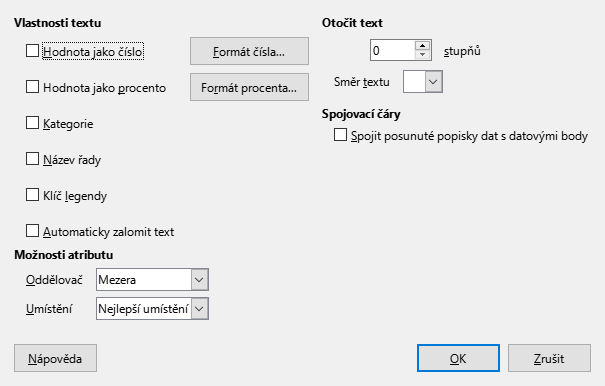 Vlastnosti textu
Hodnota jako číslo
Formát čísla...
Hodnota jako procento
Formát procenta...
Kategorie
Název řady
Klíč legendy
Automaticky zalomit text
Možnosti atributu
Oddělovač
Mezera
Umístění
Nejlepší umístění
Otočit text
0
stupňů
Směr textu
Spojovací čáry
Spojit posunuté popisky dat s datovými body
Nápověda
OK
Zrušit